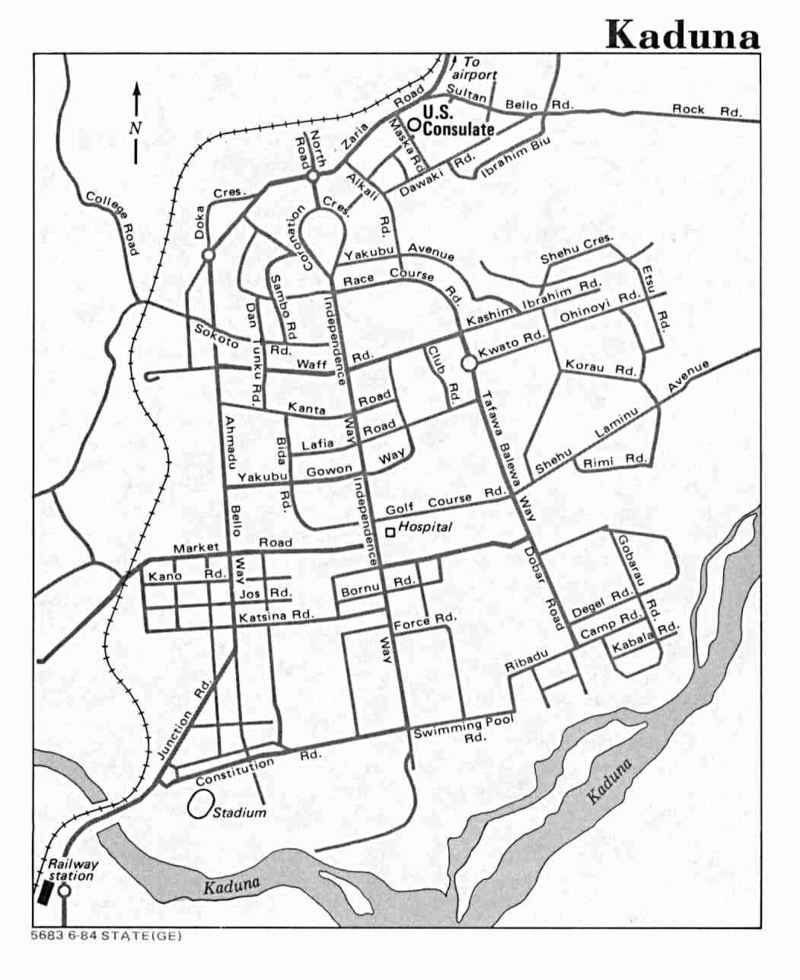 Kaduna
To
airport
N
Road
Zaria
Sultan
Bello Rd.
Rock Rd.
U.S.
Consulate
North
Road
Maska Rd.
Dawaki Rd.
Ibrahim Biu
College Road
Doka
Cres.
Alkali
Rd.
Coronation
Cres.
Yakubu Avenue
Race Course
Rd.
Shehu Cres.
Etsu
Rd.
Kashim Ibrahim Rd.
Ohinoyi Rd.
Sambo Rd
Dan
Tunku Rd.
Independence
Way
Independence
Way
Sokoto
Rd.
Waff Rd.
Club
Rd.
Kwato Rd.
Korau Rd.
Kanta
Road
Lafia Road
Bida
Rd.
Yakubu Gowon Way
Ahmadu
Bello
Way
Tafawa Balewa
Way
Shehu Laminu Avenue
Rimi Rd.
Golf Course Rd.
Hospital
Market Road
Kano Rd.
Jos Rd.
Katsina Rd.
Bornu Rd.
Force Rd.
Dobar
Road
Gobarau
Rd.
Degel Rd.
Camp Rd.
Kabala Rd.
Ribadu
Junction Rd.
Constitution Rd.
Swimming Pool
Rd.
Stadium
Kaduna
Railway
station
Kaduna
5683 6-84 STATE(GE)